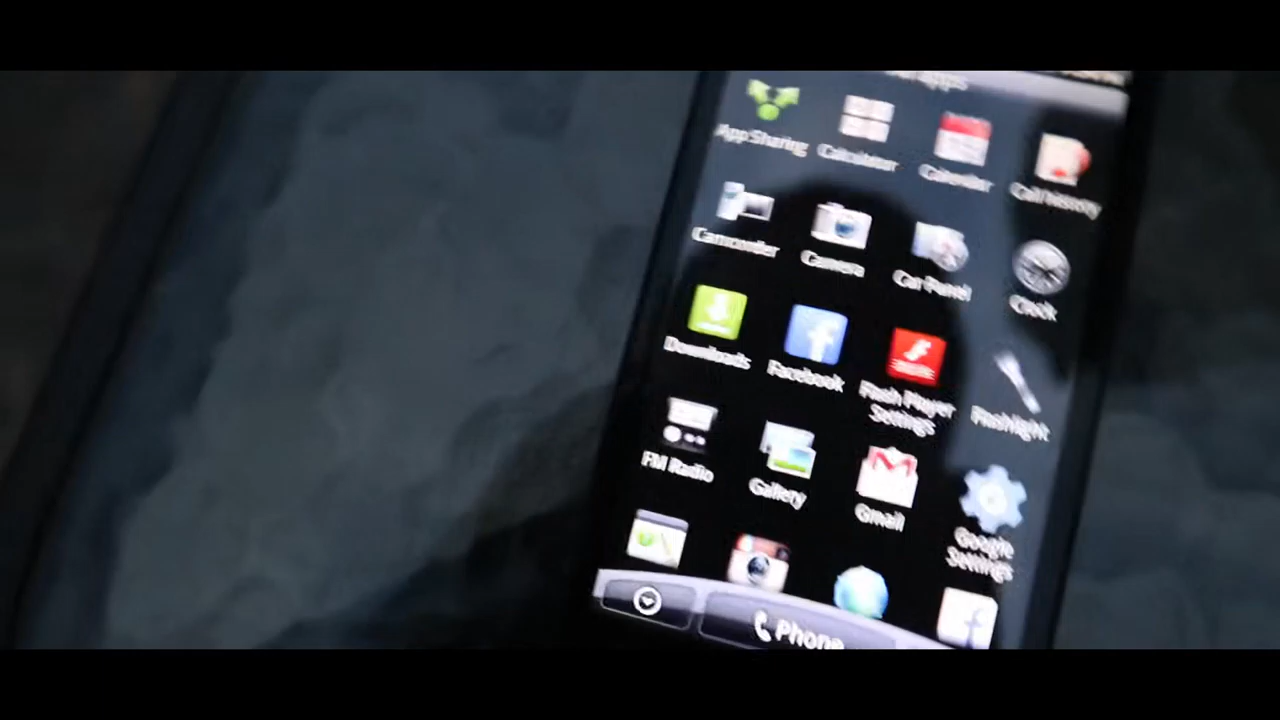 apps
App Sharing
Calculator
Calendar
Call History
Camcorder
Camera
Car Panel
Clock
Downloads
Facebook
Flash Player
Settings
Flashlight
FM Radio
Gallery
Gmail
Google
Settings
Phone